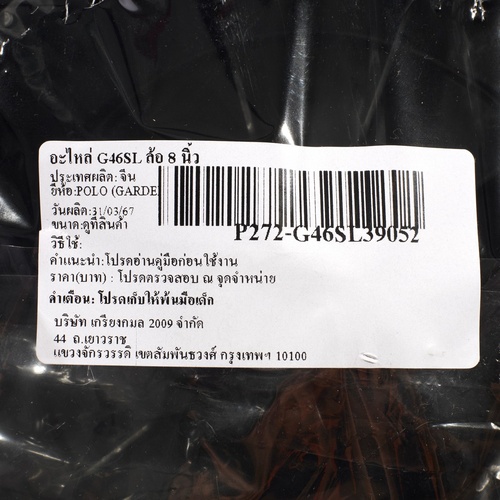 อะไหล่ G46SL ล้อ 8 นิ้ว
ประเทศผลิต: จีน
ยี่ห้อ:POLO (GARDE
วันผลิต:31/03/67
ขนาด:ดูที่สินค้า
P272-G46SL39052
วิธีใช้:
คำแนะนำ:โปรดอ่านคู่มือก่อนใช้งาน
ราคา(บาท) : โปรดตรวจสอบ ณ จุดจำหน่าย
คำเตือน: โปรดเก็บให้พ้นมือเด็ก
บริษัท เกรียงกมล 2009 จำกัด
44 ถ.เยาวราช
แขวงจักรวรรดิ เขตสัมพันธวงศ์ กรุงเทพฯ 10100